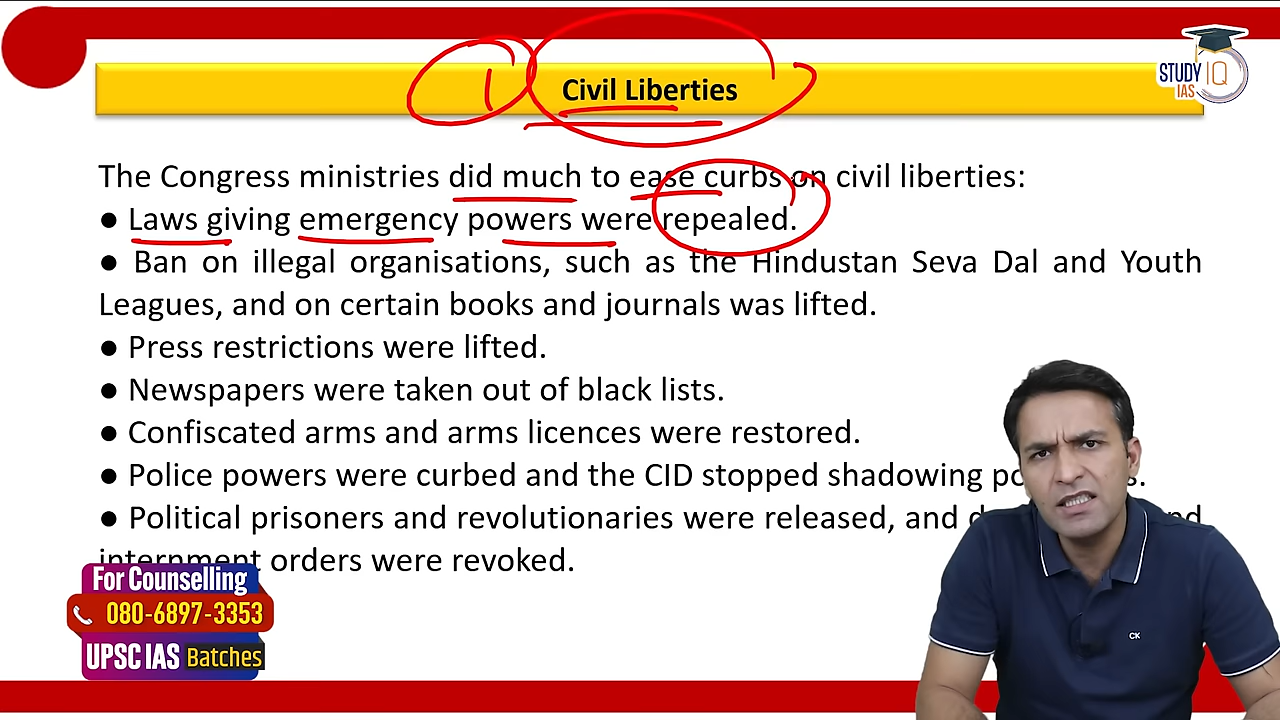 STUDY IQ
IAS
1
Civil Liberties
The Congress ministries did much to ease curbs on civil liberties:
● Laws giving emergency powers were repealed.
● Ban on illegal organisations, such as the Hindustan Seva Dal and Youth
Leagues, and on certain books and journals was lifted.
● Press restrictions were lifted.
● Newspapers were taken out of black lists.
● Confiscated arms and arms licences were restored.
● Police powers were curbed and the CID stopped shadowing
● Political prisoners and revolutionaries were released, and
internment orders were revoked.
For Counselling
080-6897-3353
UPSC IAS Batches
CK